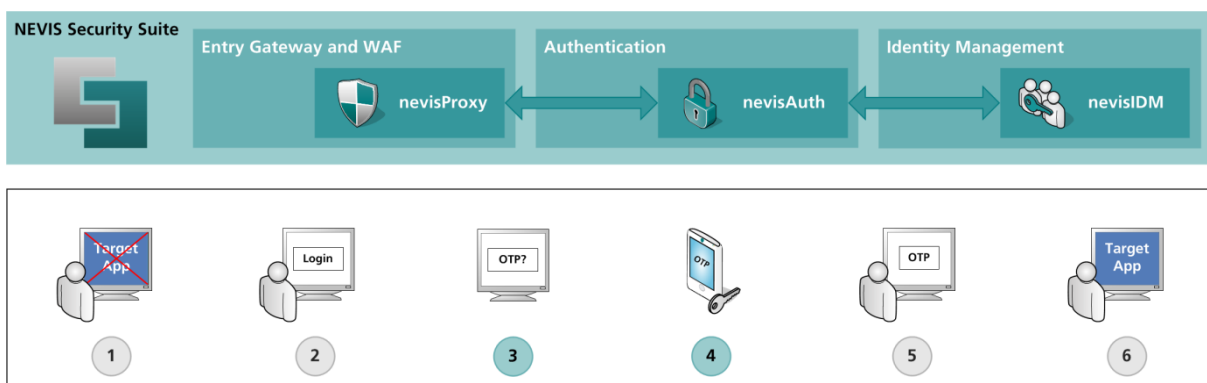 NEVIS Security Suite
Entry Gateway and WAF
Authentication
Identity Management
nevisProxy
nevisAuth
nevisIDM
Target
App
Login
OTP?
OTP
OTP
Target
App
1
2
3
4
5
6